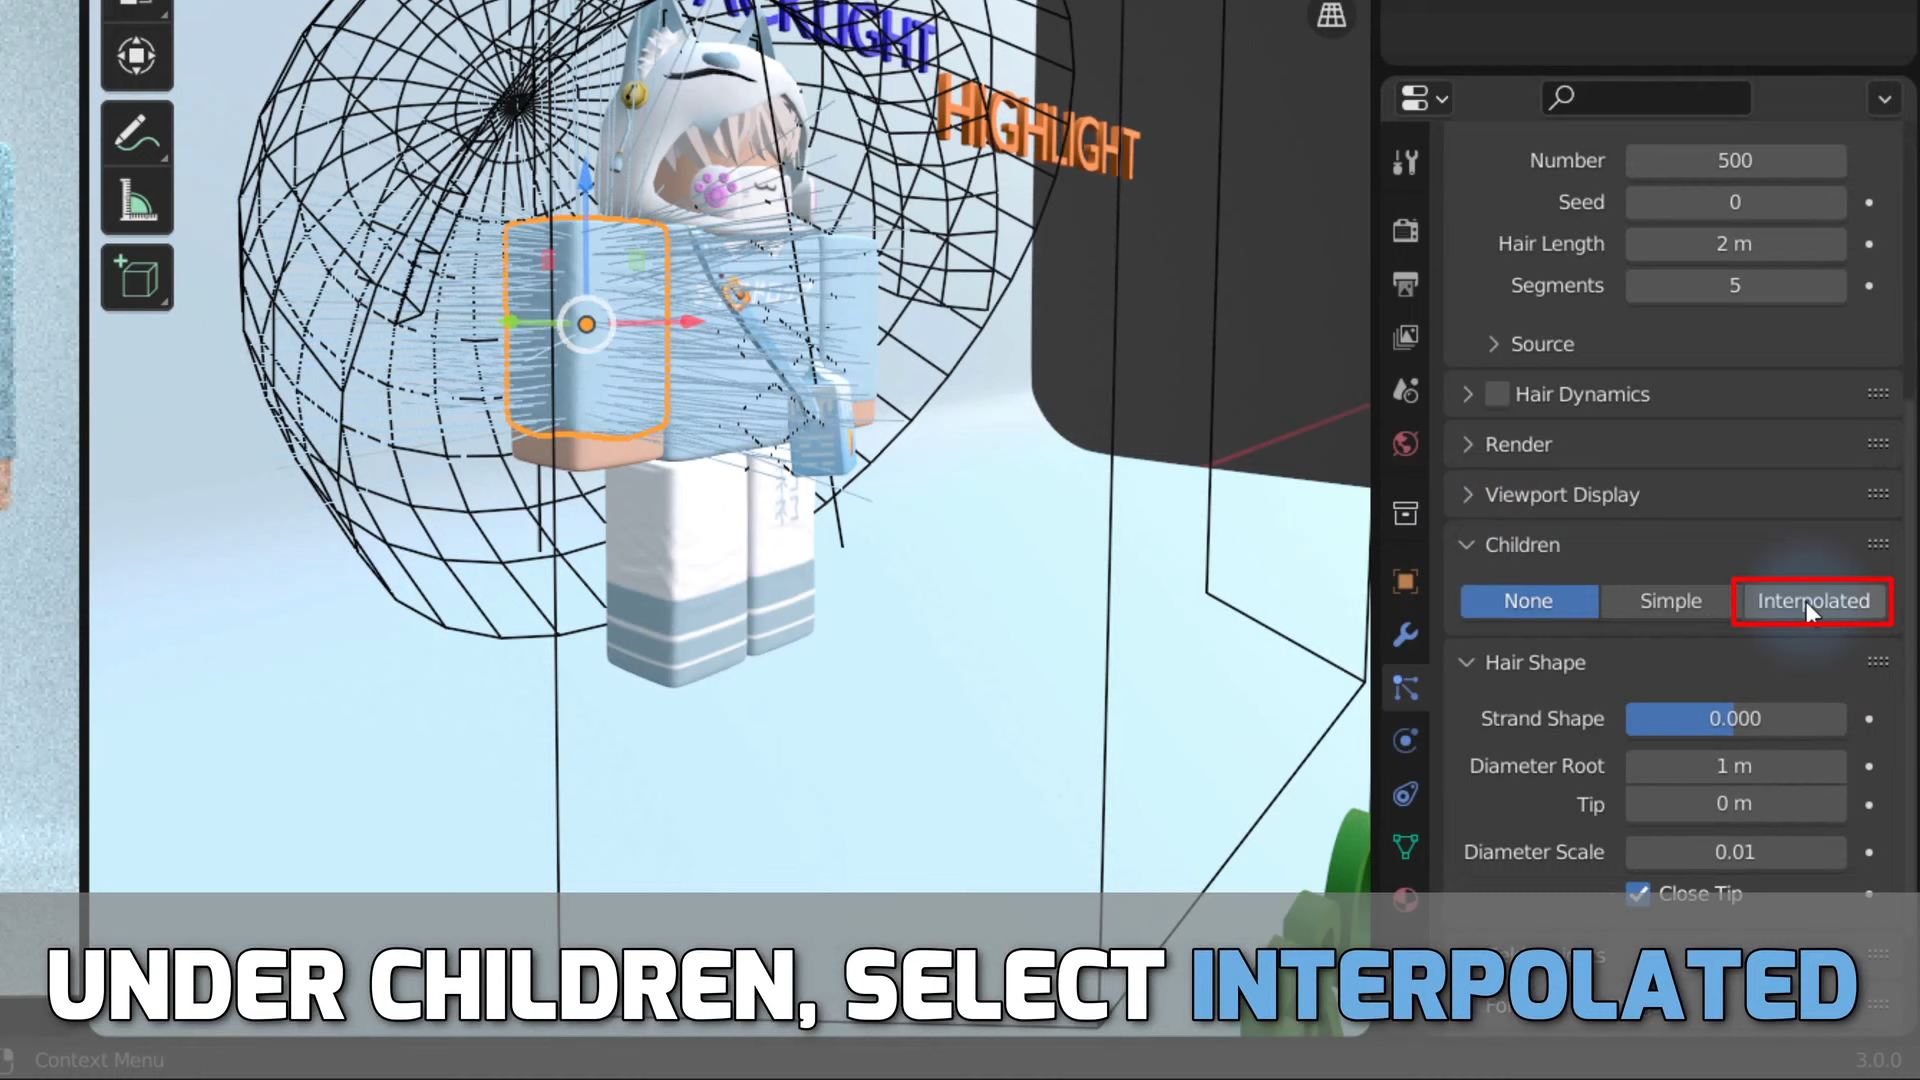 HLIGHT
HIGHLIGHT
Number 500
Seed 0
Hair Length 2 m
Segments 5
Source
Hair Dynamics
Render
Viewport Display
Children
None Simple Interpolated
Hair Shape
Strand Shape 0.000
Diameter Root 1 m
Tip 0 m
Diameter Scale 0.01
Close Tip
UNDER CHILDREN, SELECT INTERPOLATED
Context Menu
3.0.0